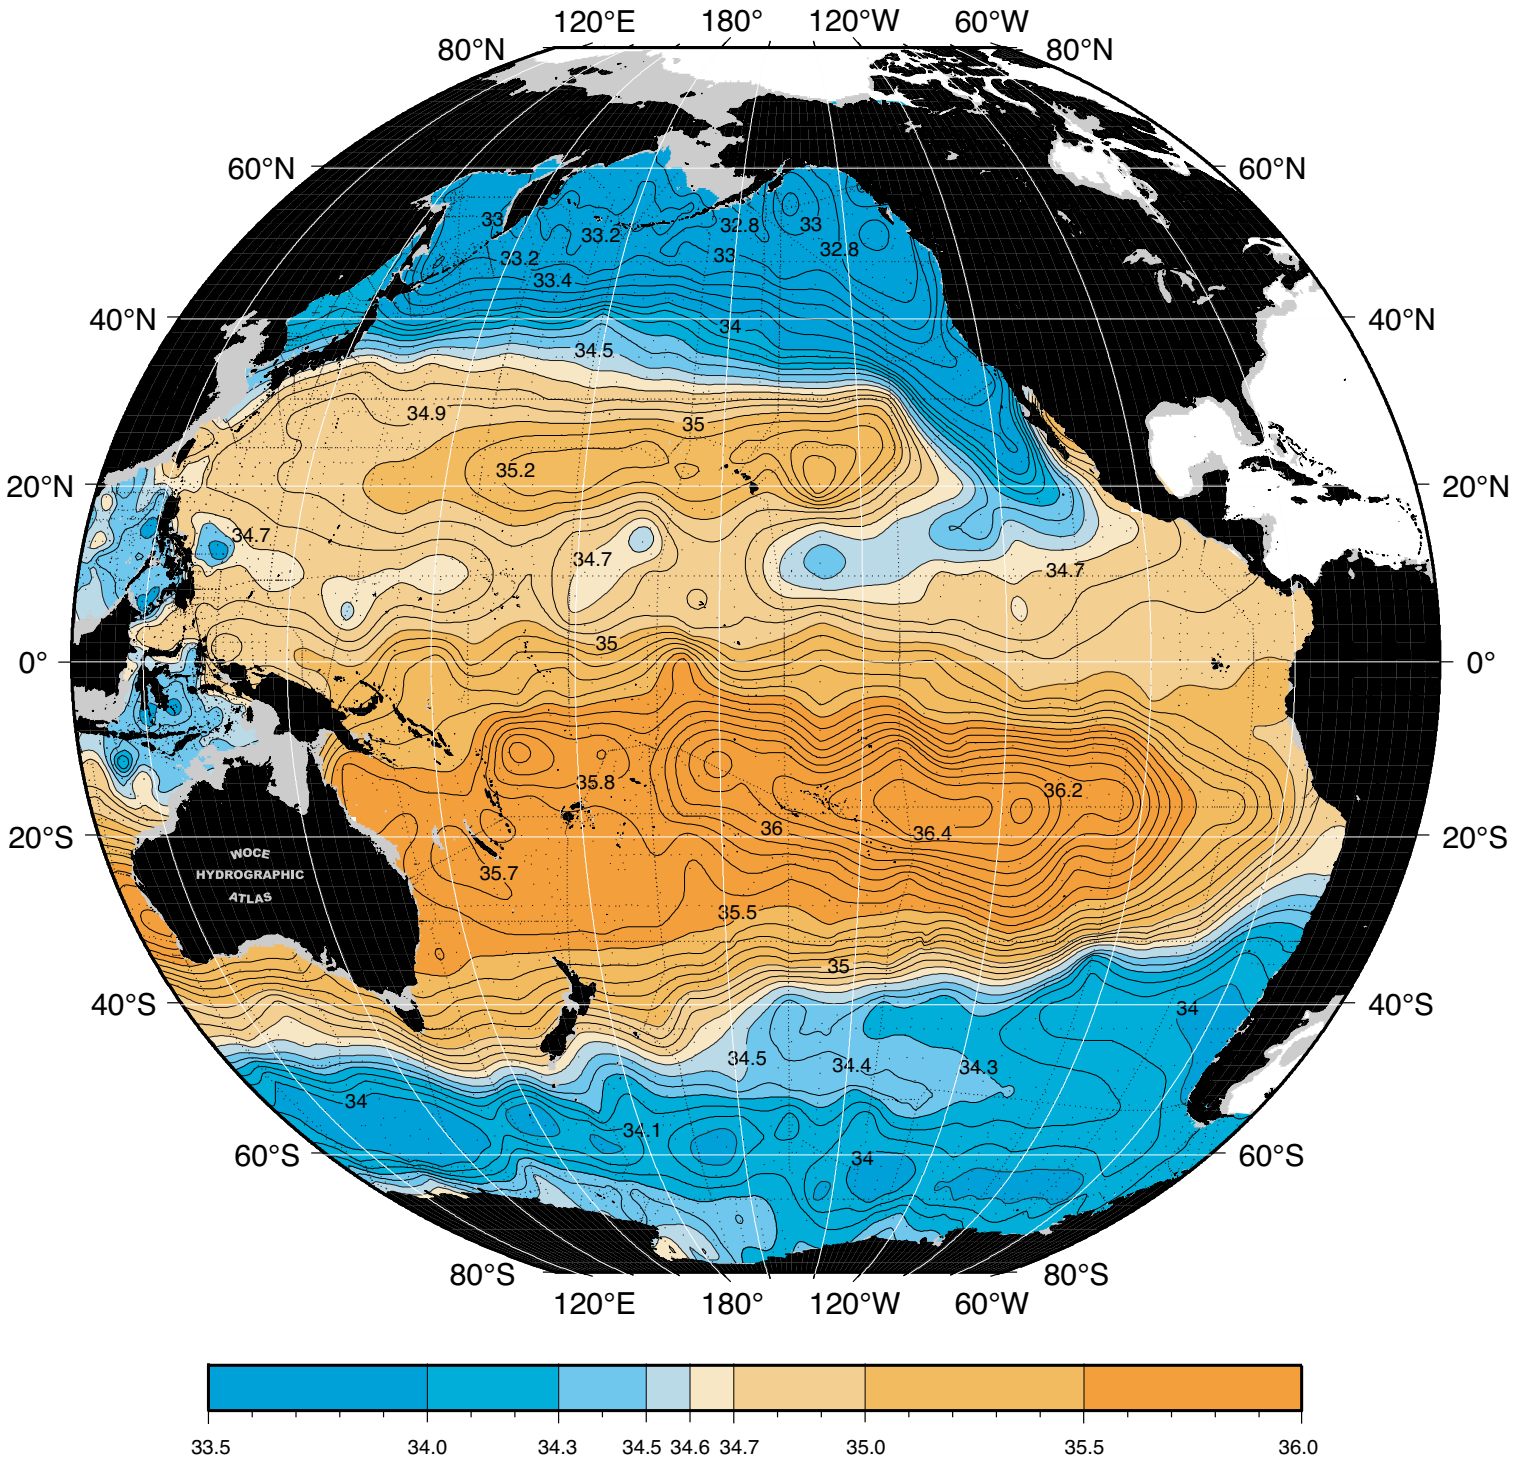 120°E 180° 120°W 60°W
80°N 80°N
60°N 60°N
33 32.8 33
33.2 32.8
33.2 33
33.4
40°N 34 40°N
34.5
34.9 35
35.2
20°N 20°N
34.7
34.7 34.7
35
0° 0°
35.8 36.2
36 36.4
20°S 20°S
WOCE
HYDROGRAPHIC
ATLAS
35.7
35.5
35
40°S 34 40°S
34.5 34.4 34.3
34
34.1
60°S 34 60°S
80°S 80°S
120°E 180° 120°W 60°W
33.5 34.0 34.3 34.5 34.6 34.7 35.0 35.5 36.0